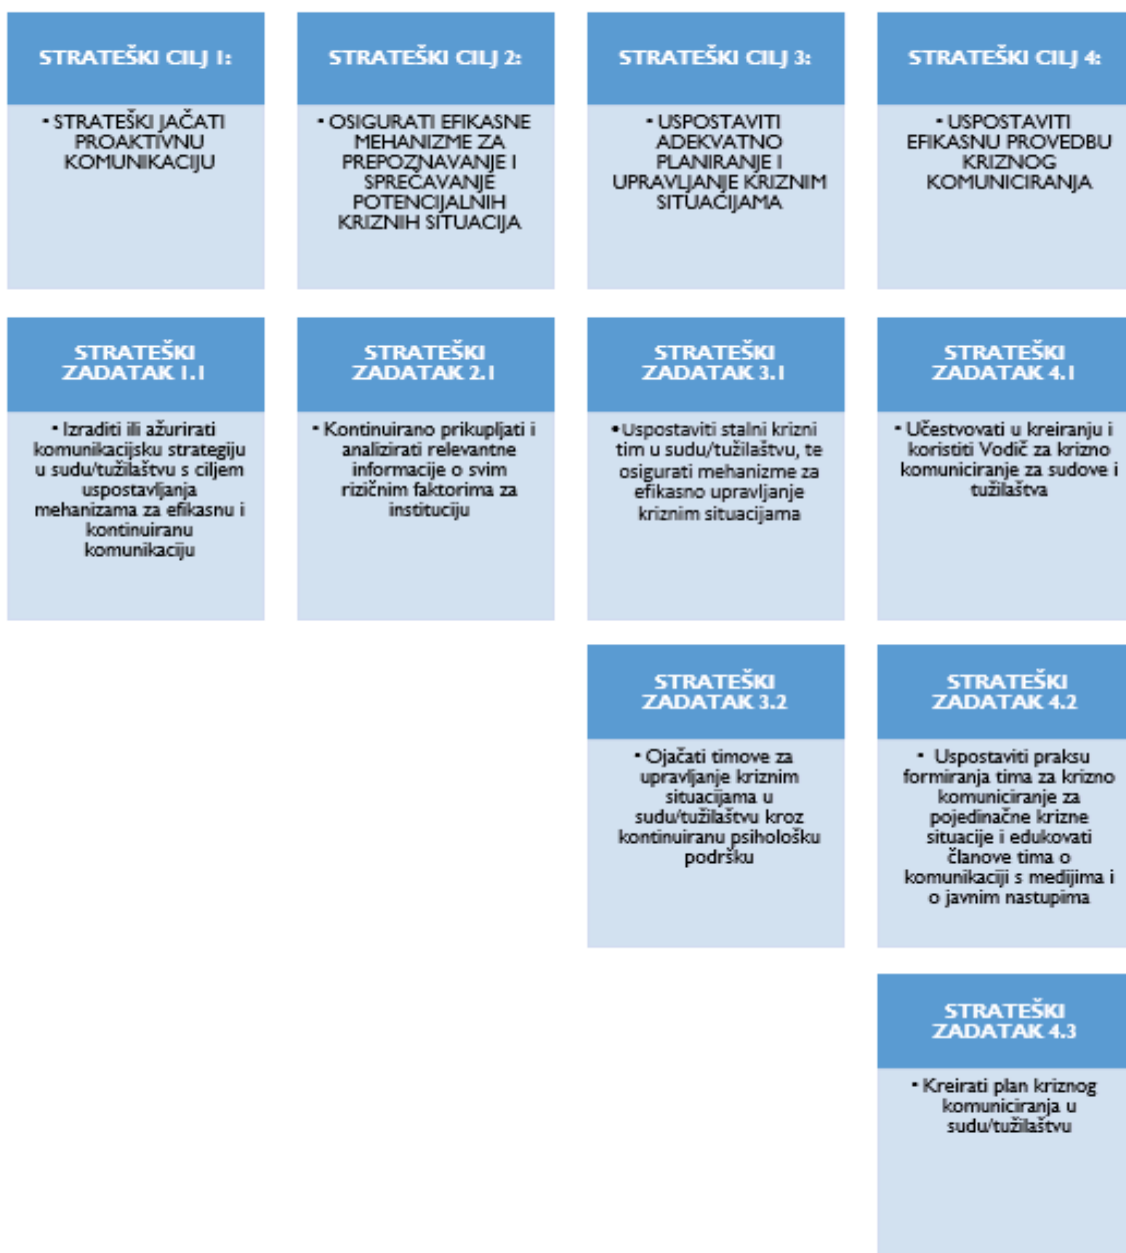 STRATEŠKI CILJ 1:
• STRATEŠKI JAČATI
PROAKTIVNU
KOMUNIKACIJU
STRATEŠKI CILJ 2:
• OSIGURATI EFIKASNE
MEHANIZME ZA
PREPOZNAVANJE I
SPREČAVANJE
POTENCIJALNIH
KRIZNIH SITUACIJA
STRATEŠKI CILJ 3:
• USPOSTAVITI
ADEKVATNO
PLANIRANJE I
UPRAVLJANJE KRIZNIM
SITUACIJAMA
STRATEŠKI CILJ 4:
• USPOSTAVITI
EFIKASNU PROVEDBU
KRIZNOG
KOMUNICIRANJA
STRATEŠKI
ZADATAK 1.1
• Izraditi ili ažurirati
komunikacijsku strategiju
u sudu/tužilaštvu s ciljem
uspostavljanja
mehanizama za efikasnu i
kontinuiranu
komunikaciju
STRATEŠKI
ZADATAK 2.1
• Kontinuirano prikupljati i
analizirati relevantne
informacije o svim
rizičnim faktorima za
instituciju
STRATEŠKI
ZADATAK 3.1
• Uspostaviti stalni krizni
tim u sudu/tužilaštvu, te
osigurati mehanizme za
efikasno upravljanje
kriznim situacijama
STRATEŠKI
ZADATAK 4.1
• Učestvovati u kreiranju i
koristiti Vodič za krizno
komuniciranje za sudove i
tužilaštva
STRATEŠKI
ZADATAK 3.2
• Ojačati timove za
upravljanje kriznim
situacijama u
sudu/tužilaštvu kroz
kontinuiranu psihološku
podršku
STRATEŠKI
ZADATAK 4.2
• Uspostaviti praksu
formiranja tima za krizno
komuniciranje za
pojedinačne krizne
situacije i edukovati
članove tima o
komunikaciji s medijima i
o javnim nastupima
STRATEŠKI
ZADATAK 4.3
• Kreirati plan kriznog
komuniciranja u
sudu/tužilaštvu